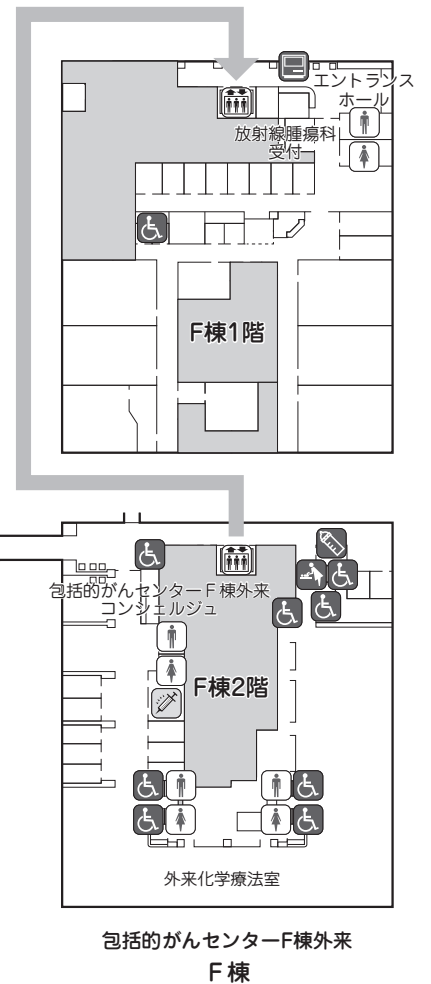 エントランス
ホール
放射線腫瘍科
受付
F棟1階
包括的がんセンターF棟外来
コンシェルジュ
F棟2階
外来化学療法室
包括的がんセンターF棟外来
F棟